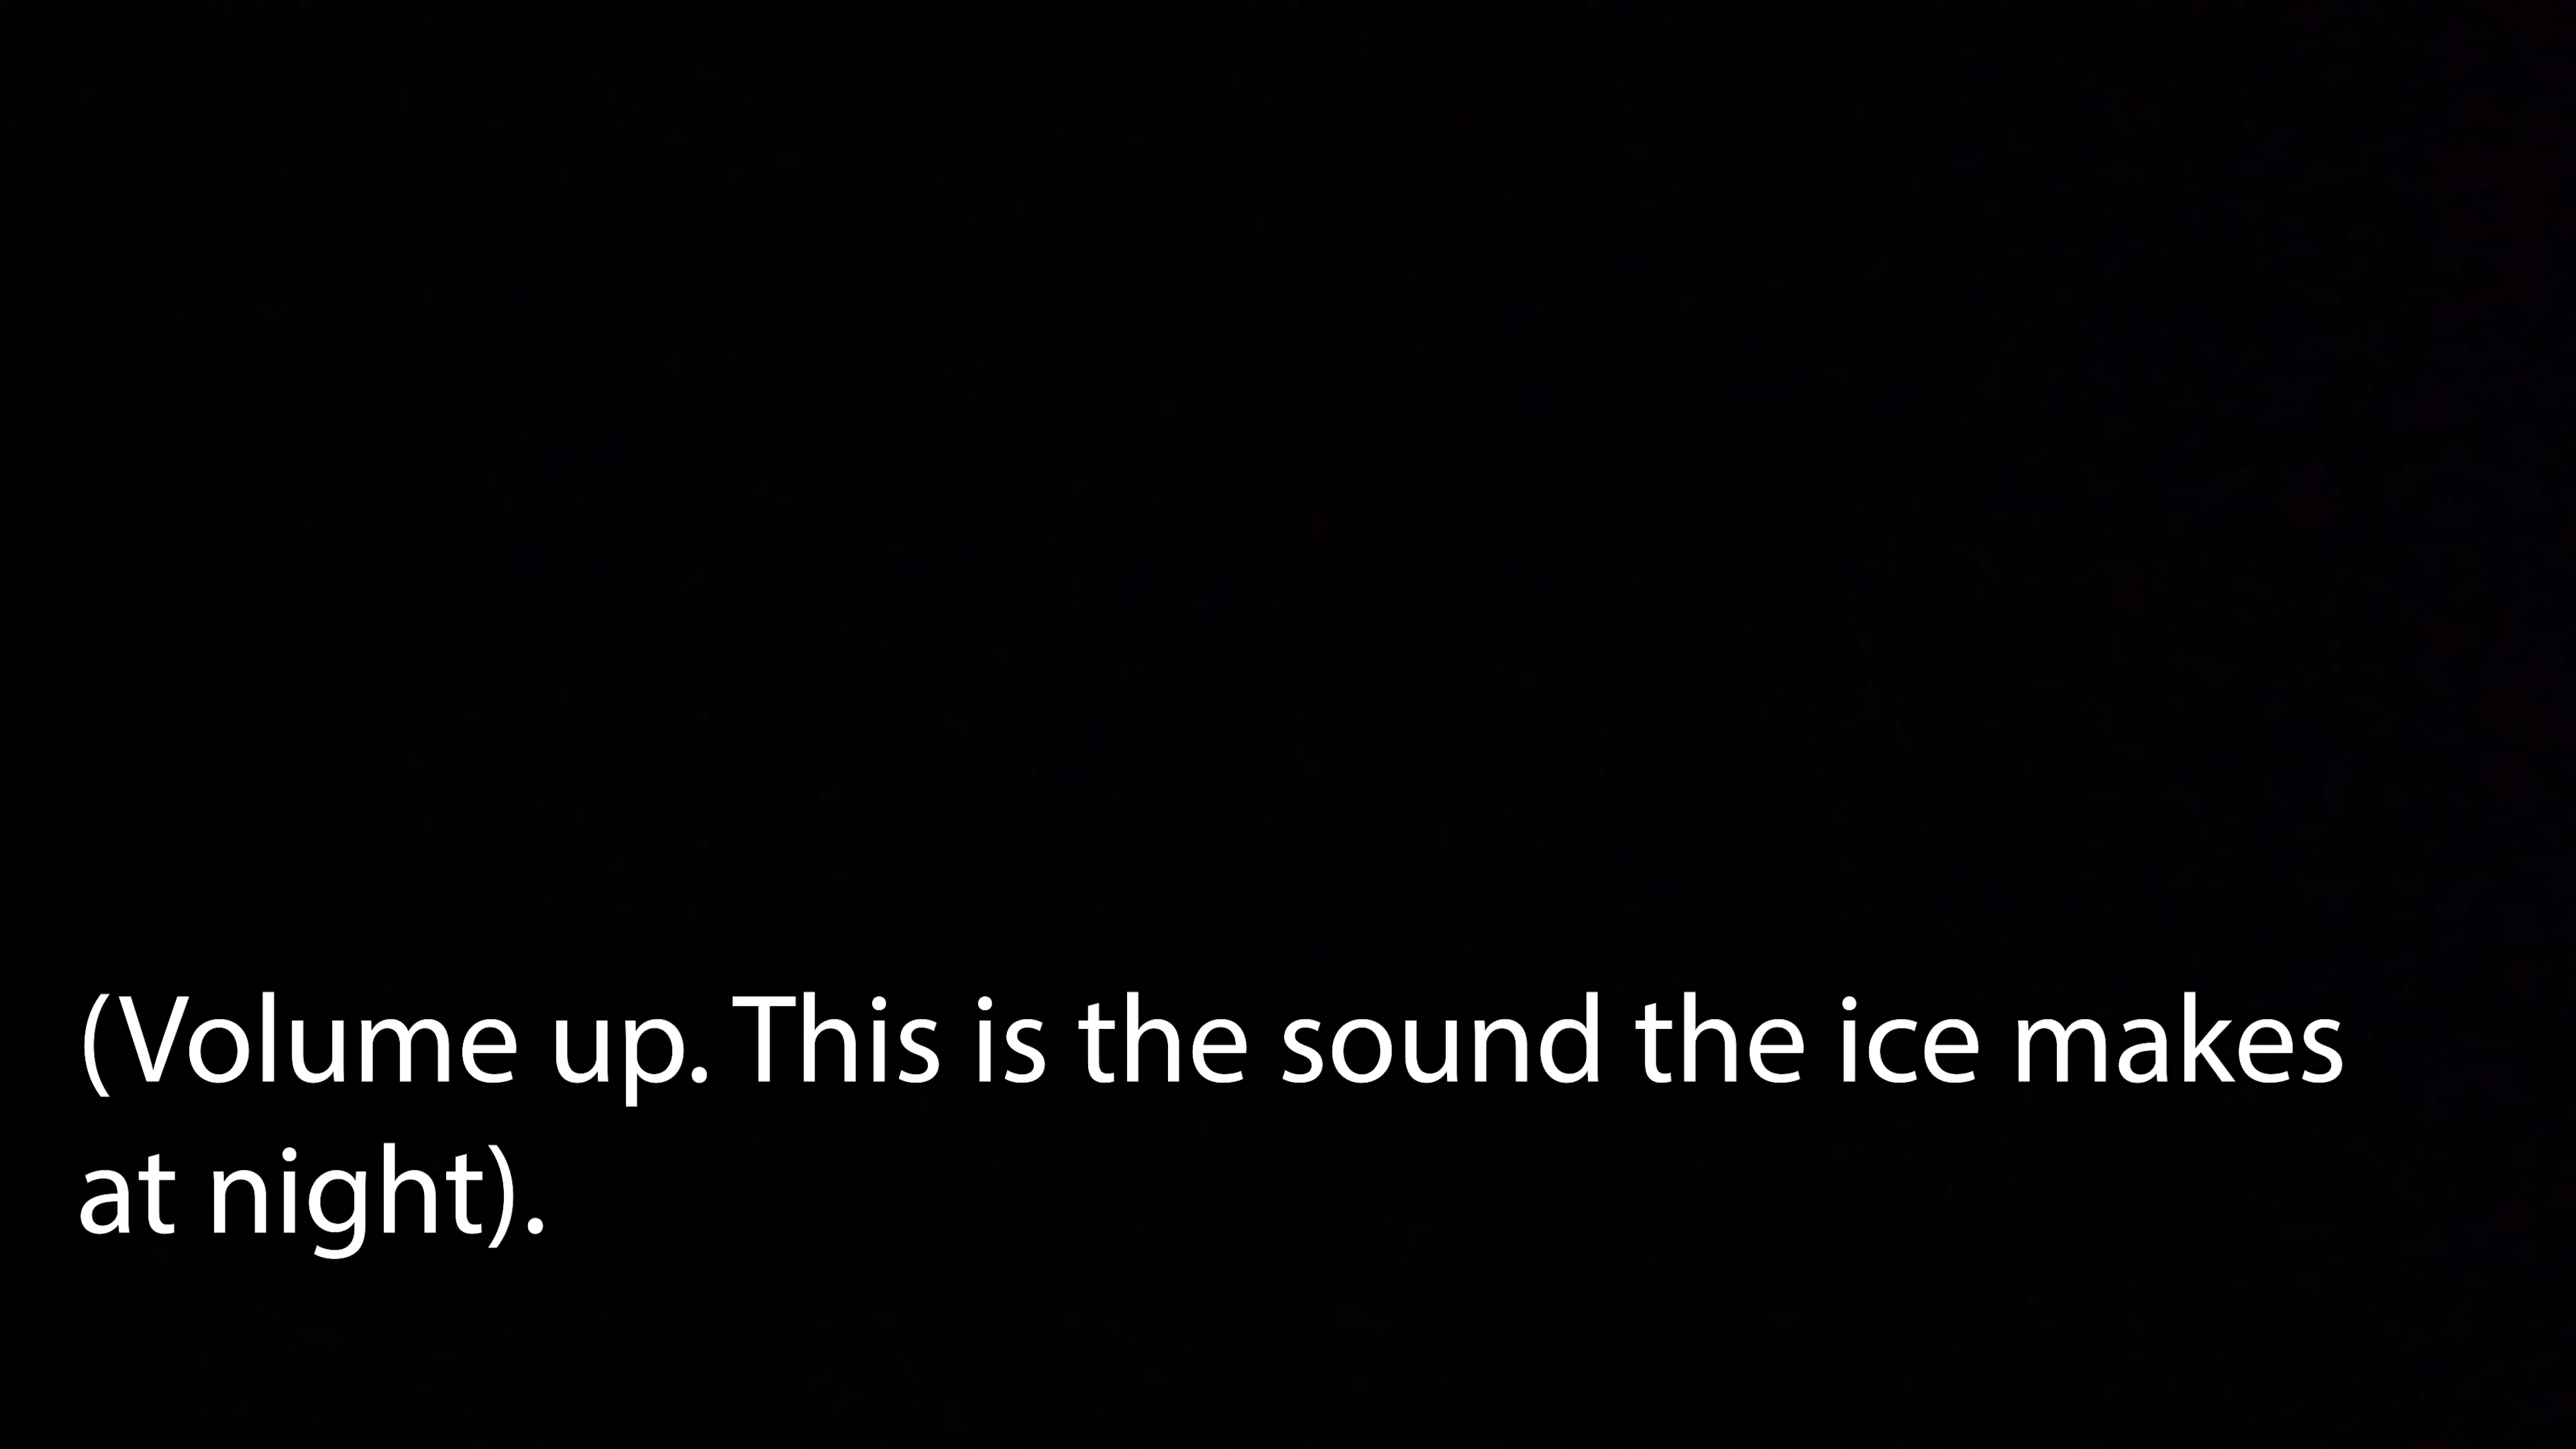 (Volume up. This is the sound the ice makes
at night).